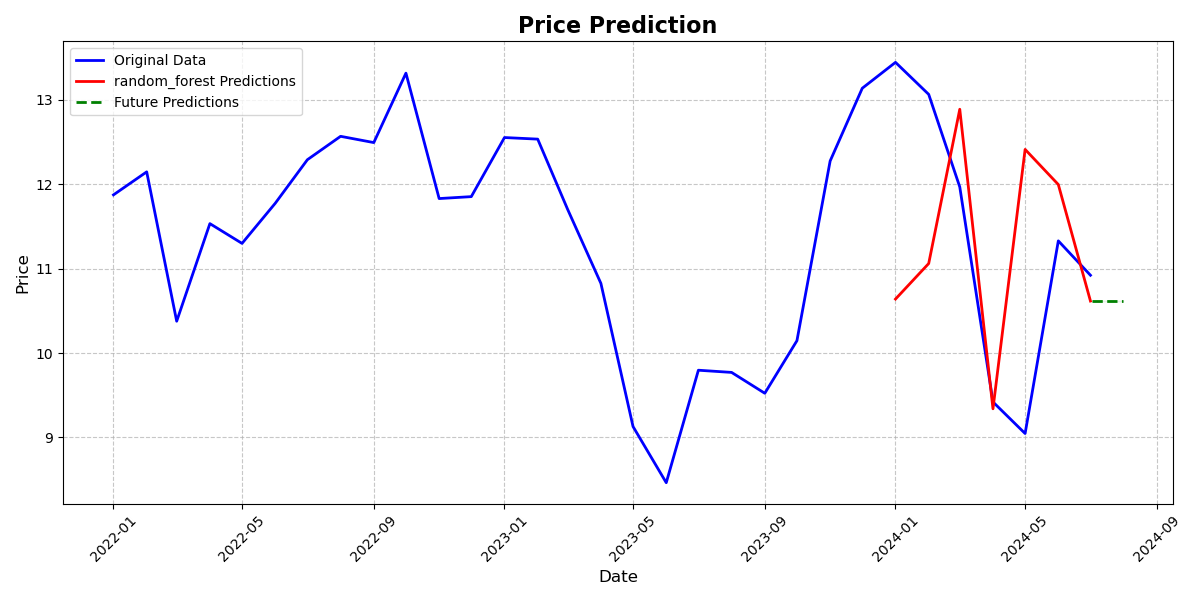 Price Prediction
Original Data
random_forest Predictions
Future Predictions
Price
13
12
11
10
9
2022-01
2022-05
2022-09
2023-01
2023-05
2023-09
2024-01
2024-05
2024-09
Date